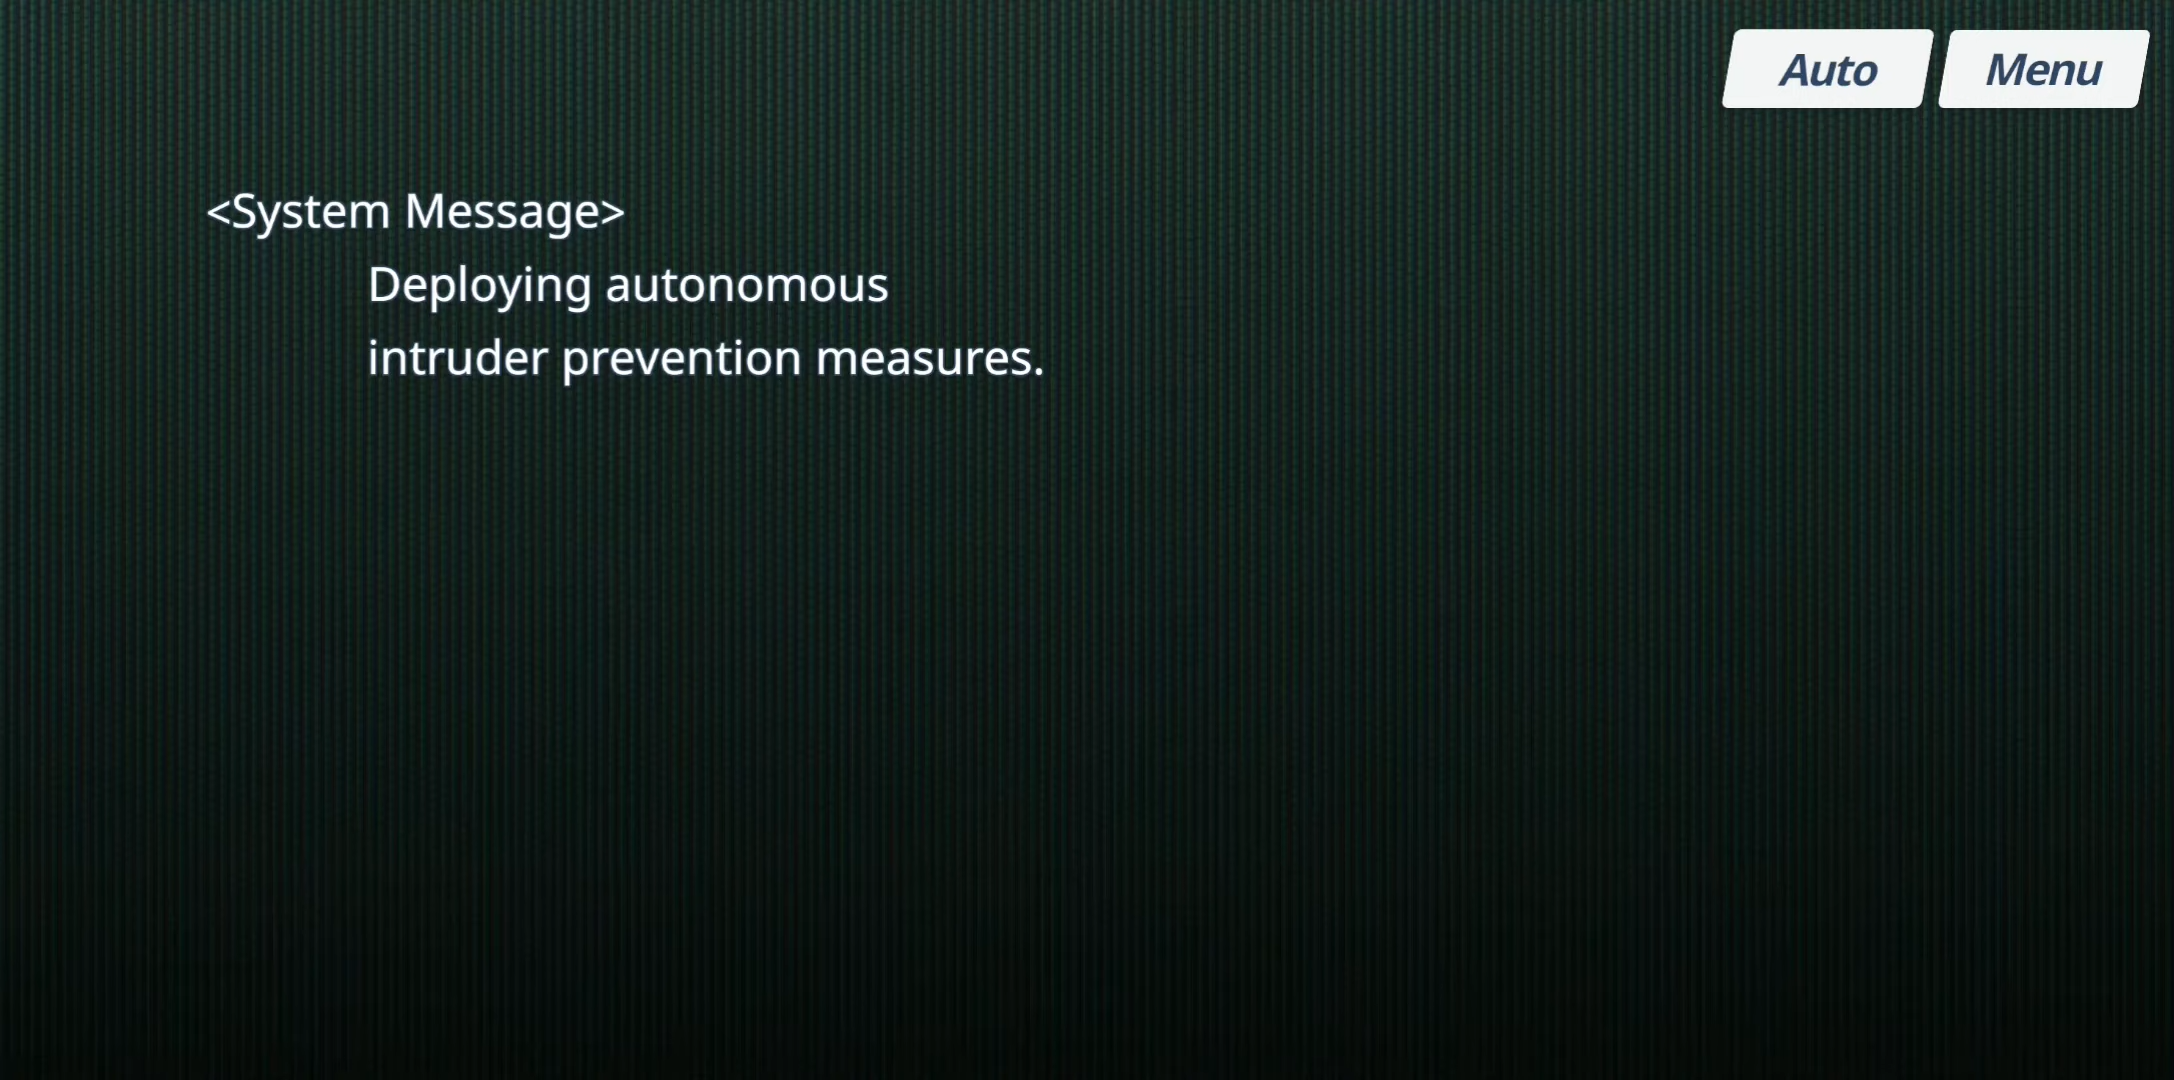 Auto
Menu
<System Message>
Deploying autonomous
intruder prevention measures.